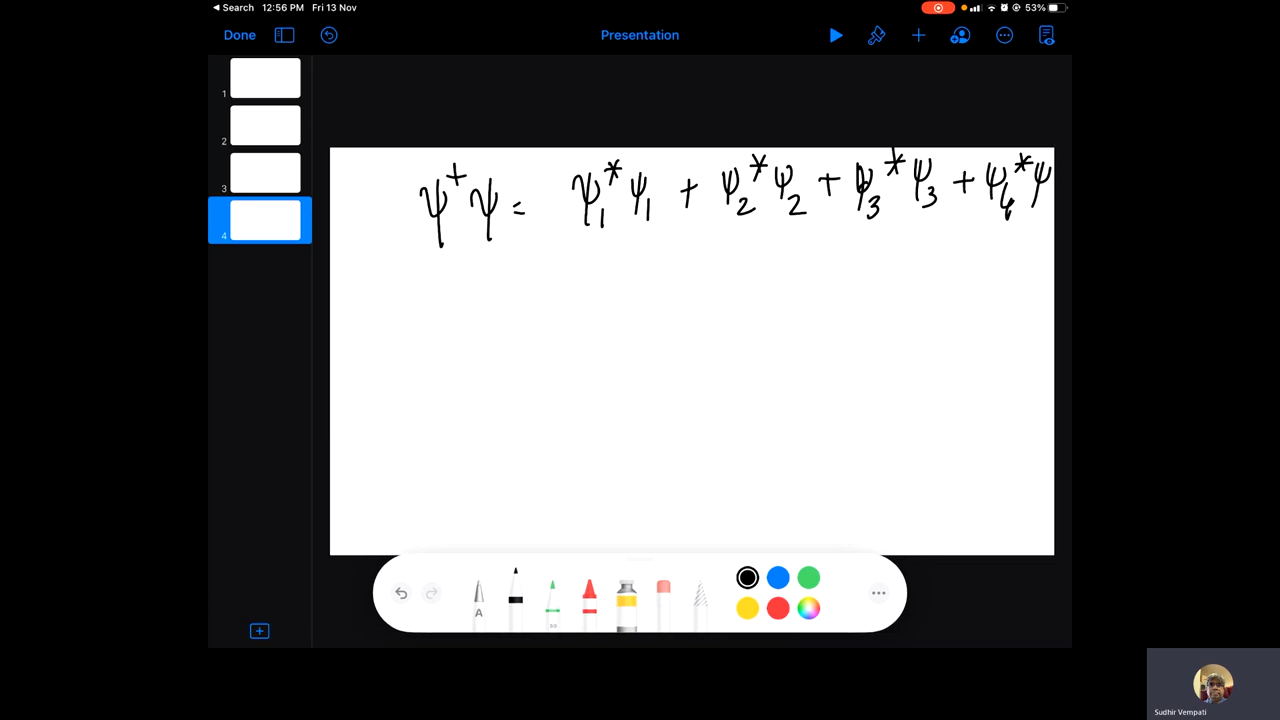 Search 12:56 PM Fri 13 Nov 53%
Done Presentation
1
2
3
4
ψ⁺ψ = ψ₁*ψ₁ + ψ₂*ψ₂ + ψ₃*ψ₃ + ψ₄*ψ
A
50
Sudhir Vempati